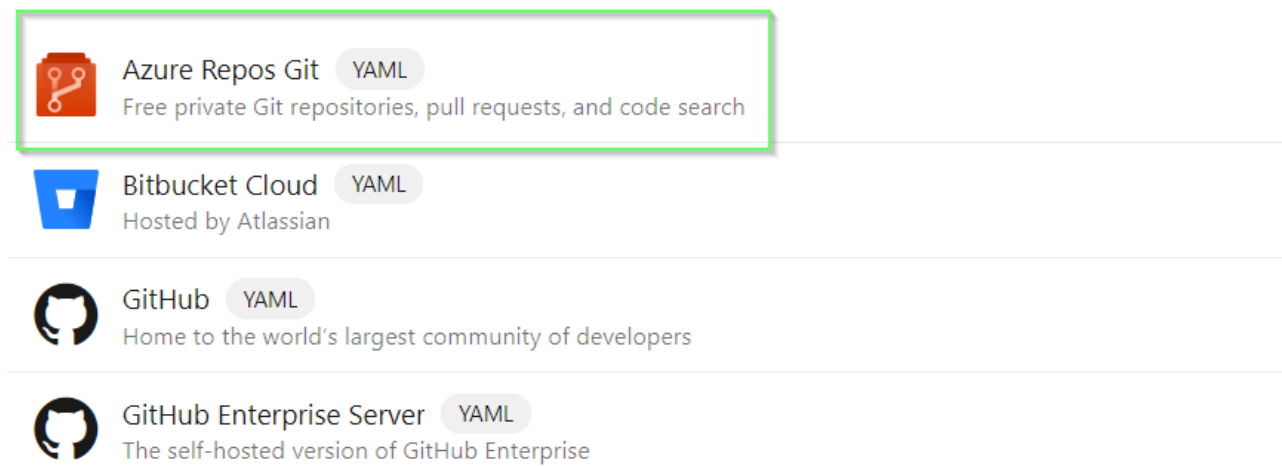 Azure Repos Git YAML
Free private Git repositories, pull requests, and code search
Bitbucket Cloud YAML
Hosted by Atlassian
GitHub YAML
Home to the world's largest community of developers
GitHub Enterprise Server YAML
The self-hosted version of GitHub Enterprise